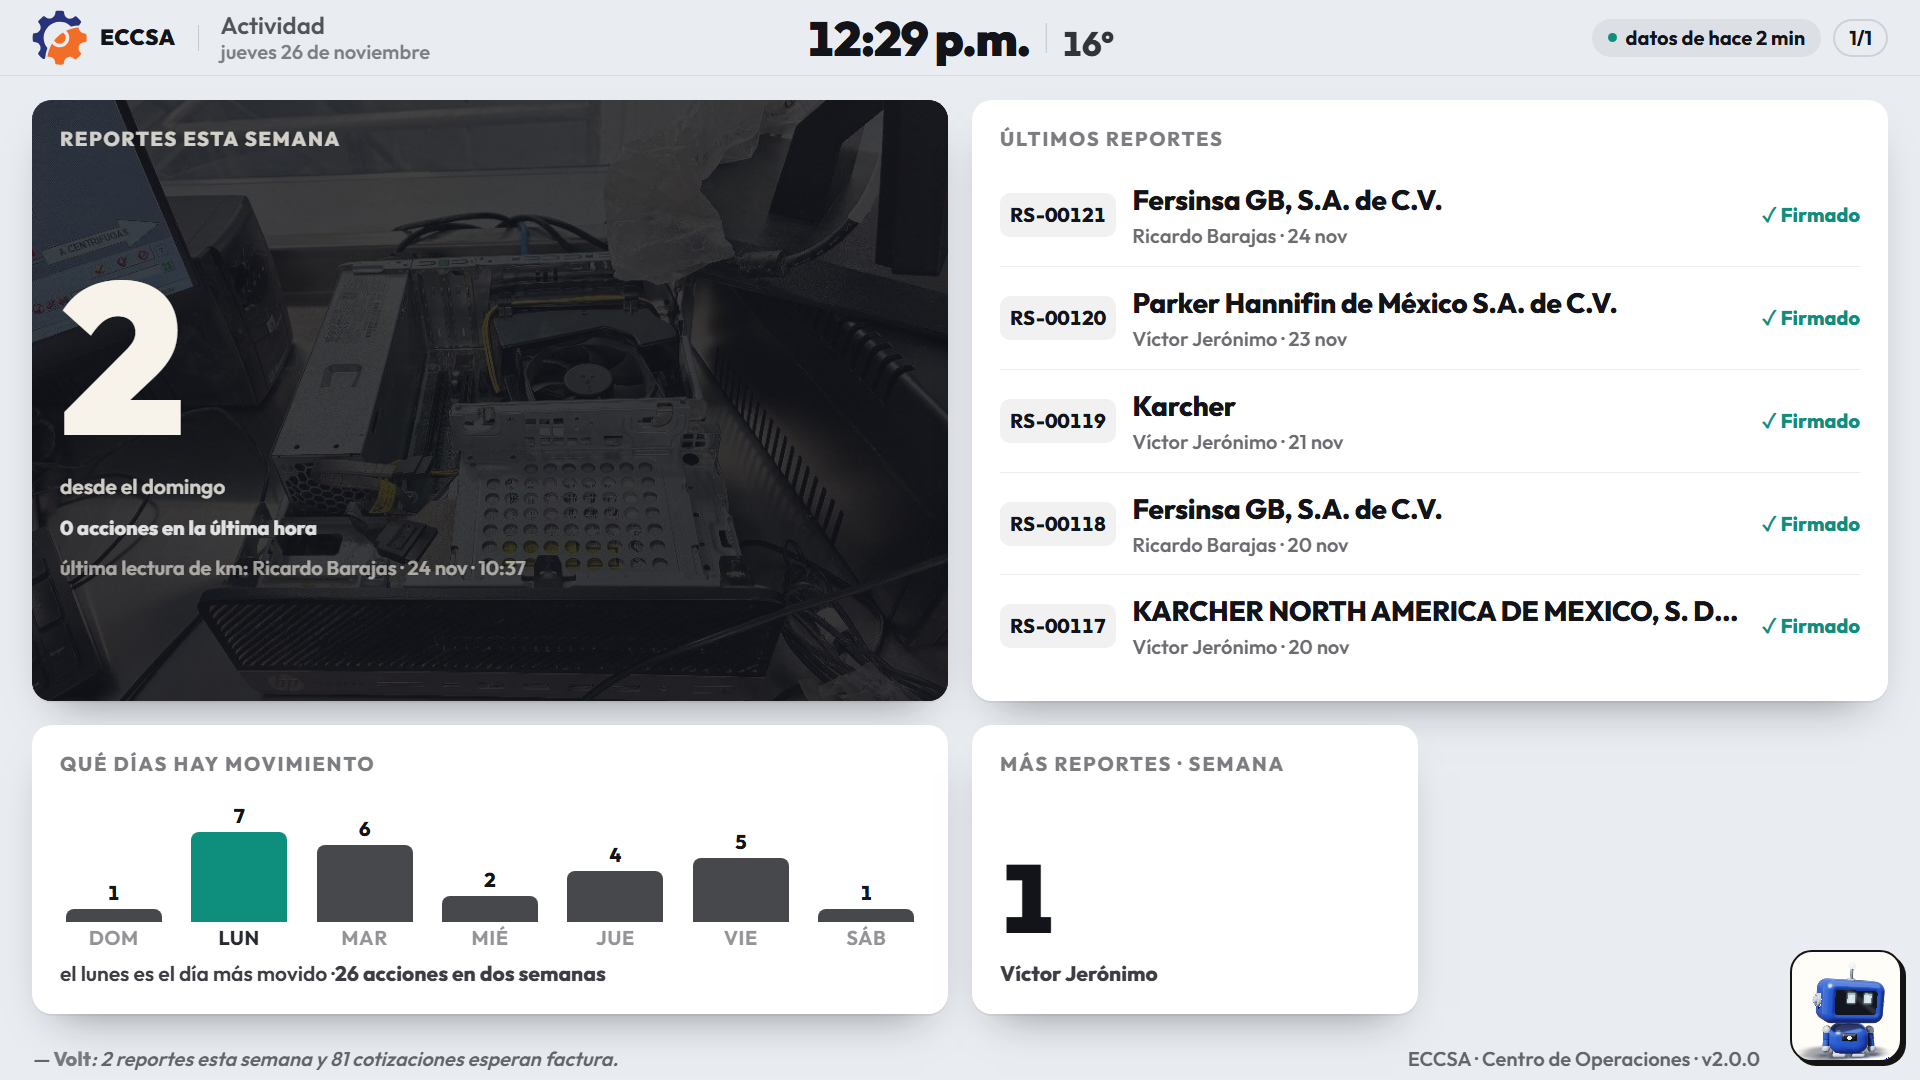 ECCSA
Actividad
jueves 26 de noviembre
12:29 p.m.
16°
datos de hace 2 min
1/1
REPORTES ESTA SEMANA
A. CENTRIFUGAS
2
desde el domingo
0 acciones en la última hora
última lectura de km: Ricardo Barajas · 24 nov · 10:37
ÚLTIMOS REPORTES
RS-00121
Fersinsa GB, S.A. de C.V.
Ricardo Barajas · 24 nov
✓ Firmado
RS-00120
Parker Hannifin de México S.A. de C.V.
Víctor Jerónimo · 23 nov
✓ Firmado
RS-00119
Karcher
Víctor Jerónimo · 21 nov
✓ Firmado
RS-00118
Fersinsa GB, S.A. de C.V.
Ricardo Barajas · 20 nov
✓ Firmado
RS-00117
KARCHER NORTH AMERICA DE MEXICO, S. D...
Víctor Jerónimo · 20 nov
✓ Firmado
QUÉ DÍAS HAY MOVIMIENTO
1 7 6 2 4 5 1
DOM LUN MAR MIÉ JUE VIE SÁB
el lunes es el día más movido · 26 acciones en dos semanas
MÁS REPORTES · SEMANA
1
Víctor Jerónimo
— Volt: 2 reportes esta semana y 81 cotizaciones esperan factura.
ECCSA · Centro de Operaciones · v2.0.0